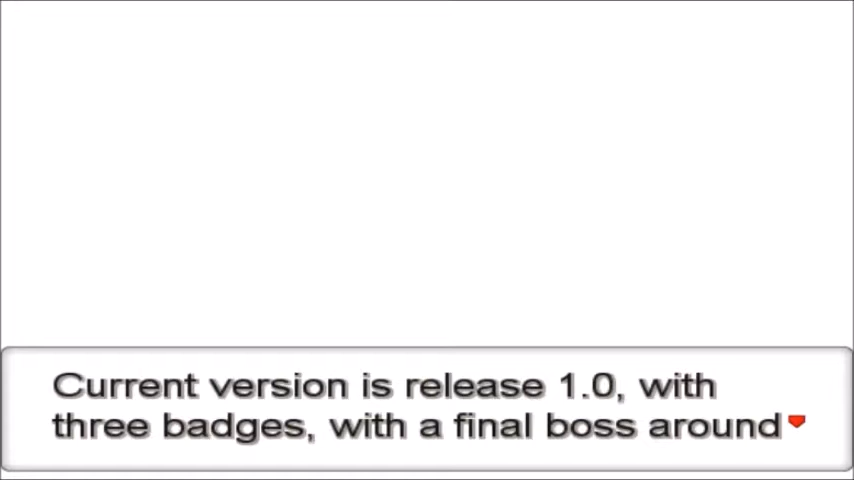 Current version is release 1.0, with
three badges, with a final boss around